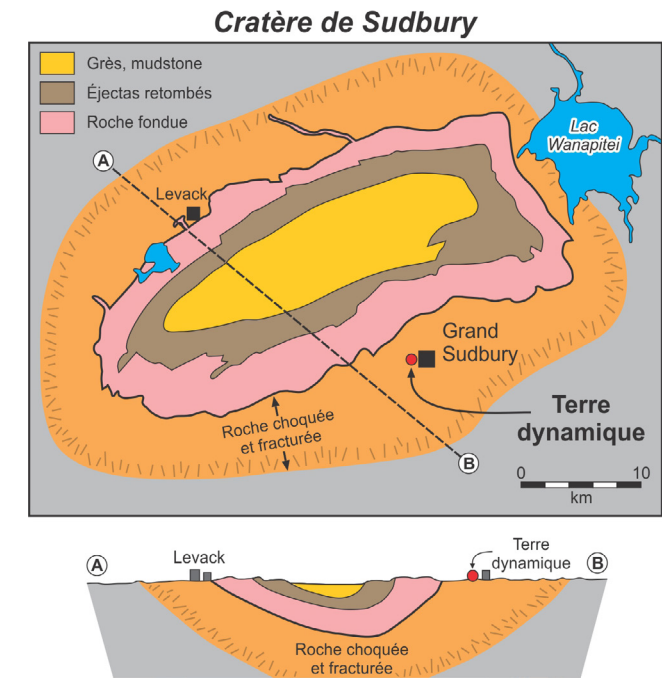 Cratère de Sudbury
Grès, mudstone
Éjectas retombés
Roche fondue
Lac
Wanapitei
A
Levack
Grand
Sudbury
Terre
dynamique
Roche choquée
et fracturée
B
0 10
km
A
Levack
Terre
dynamique
B
Roche choquée
et fracturée